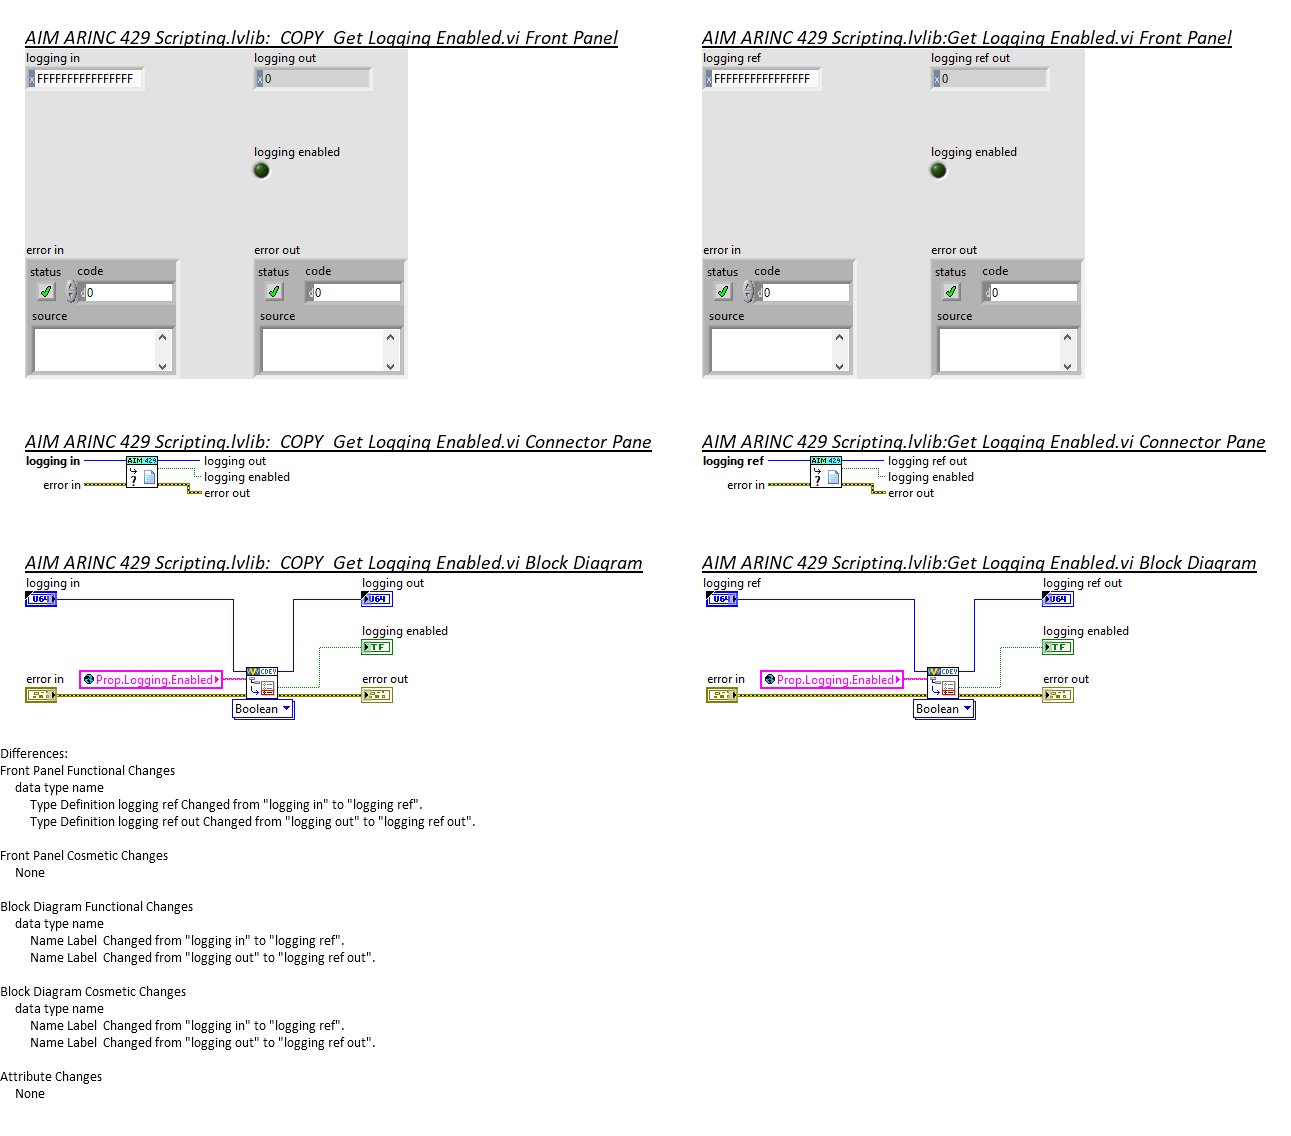 AIM ARINC 429 Scripting.lvlib:_COPY_Get Logging Enabled.vi Front Panel
logging in
logging out
x FFFFFFFFFFFFFFFF
x 0
logging enabled
error in
error out
status
code
d 0
source
status
code
d 0
source
AIM ARINC 429 Scripting.lvlib:Get Logging Enabled.vi Front Panel
logging ref
logging ref out
x FFFFFFFFFFFFFFFF
x 0
logging enabled
error in
error out
status
code
d 0
source
status
code
d 0
source
AIM ARINC 429 Scripting.lvlib:_COPY_Get Logging Enabled.vi Connector Pane
logging in
AIM 429
?
logging out
logging enabled
error in
error out
AIM ARINC 429 Scripting.lvlib:Get Logging Enabled.vi Connector Pane
logging ref
AIM 429
?
logging ref out
logging enabled
error in
error out
AIM ARINC 429 Scripting.lvlib:_COPY_Get Logging Enabled.vi Block Diagram
logging in
logging out
U64
U64
logging enabled
TF
error in
Prop.Logging.Enabled
V CDEV
error out
Boolean
AIM ARINC 429 Scripting.lvlib:Get Logging Enabled.vi Block Diagram
logging ref
logging ref out
U64
U64
logging enabled
TF
error in
Prop.Logging.Enabled
V CDEV
error out
Boolean
Differences:
Front Panel Functional Changes
data type name
Type Definition logging ref Changed from "logging in" to "logging ref".
Type Definition logging ref out Changed from "logging out" to "logging ref out".
Front Panel Cosmetic Changes
None
Block Diagram Functional Changes
data type name
Name Label  Changed from "logging in" to "logging ref".
Name Label  Changed from "logging out" to "logging ref out".
Block Diagram Cosmetic Changes
data type name
Name Label  Changed from "logging in" to "logging ref".
Name Label  Changed from "logging out" to "logging ref out".
Attribute Changes
None